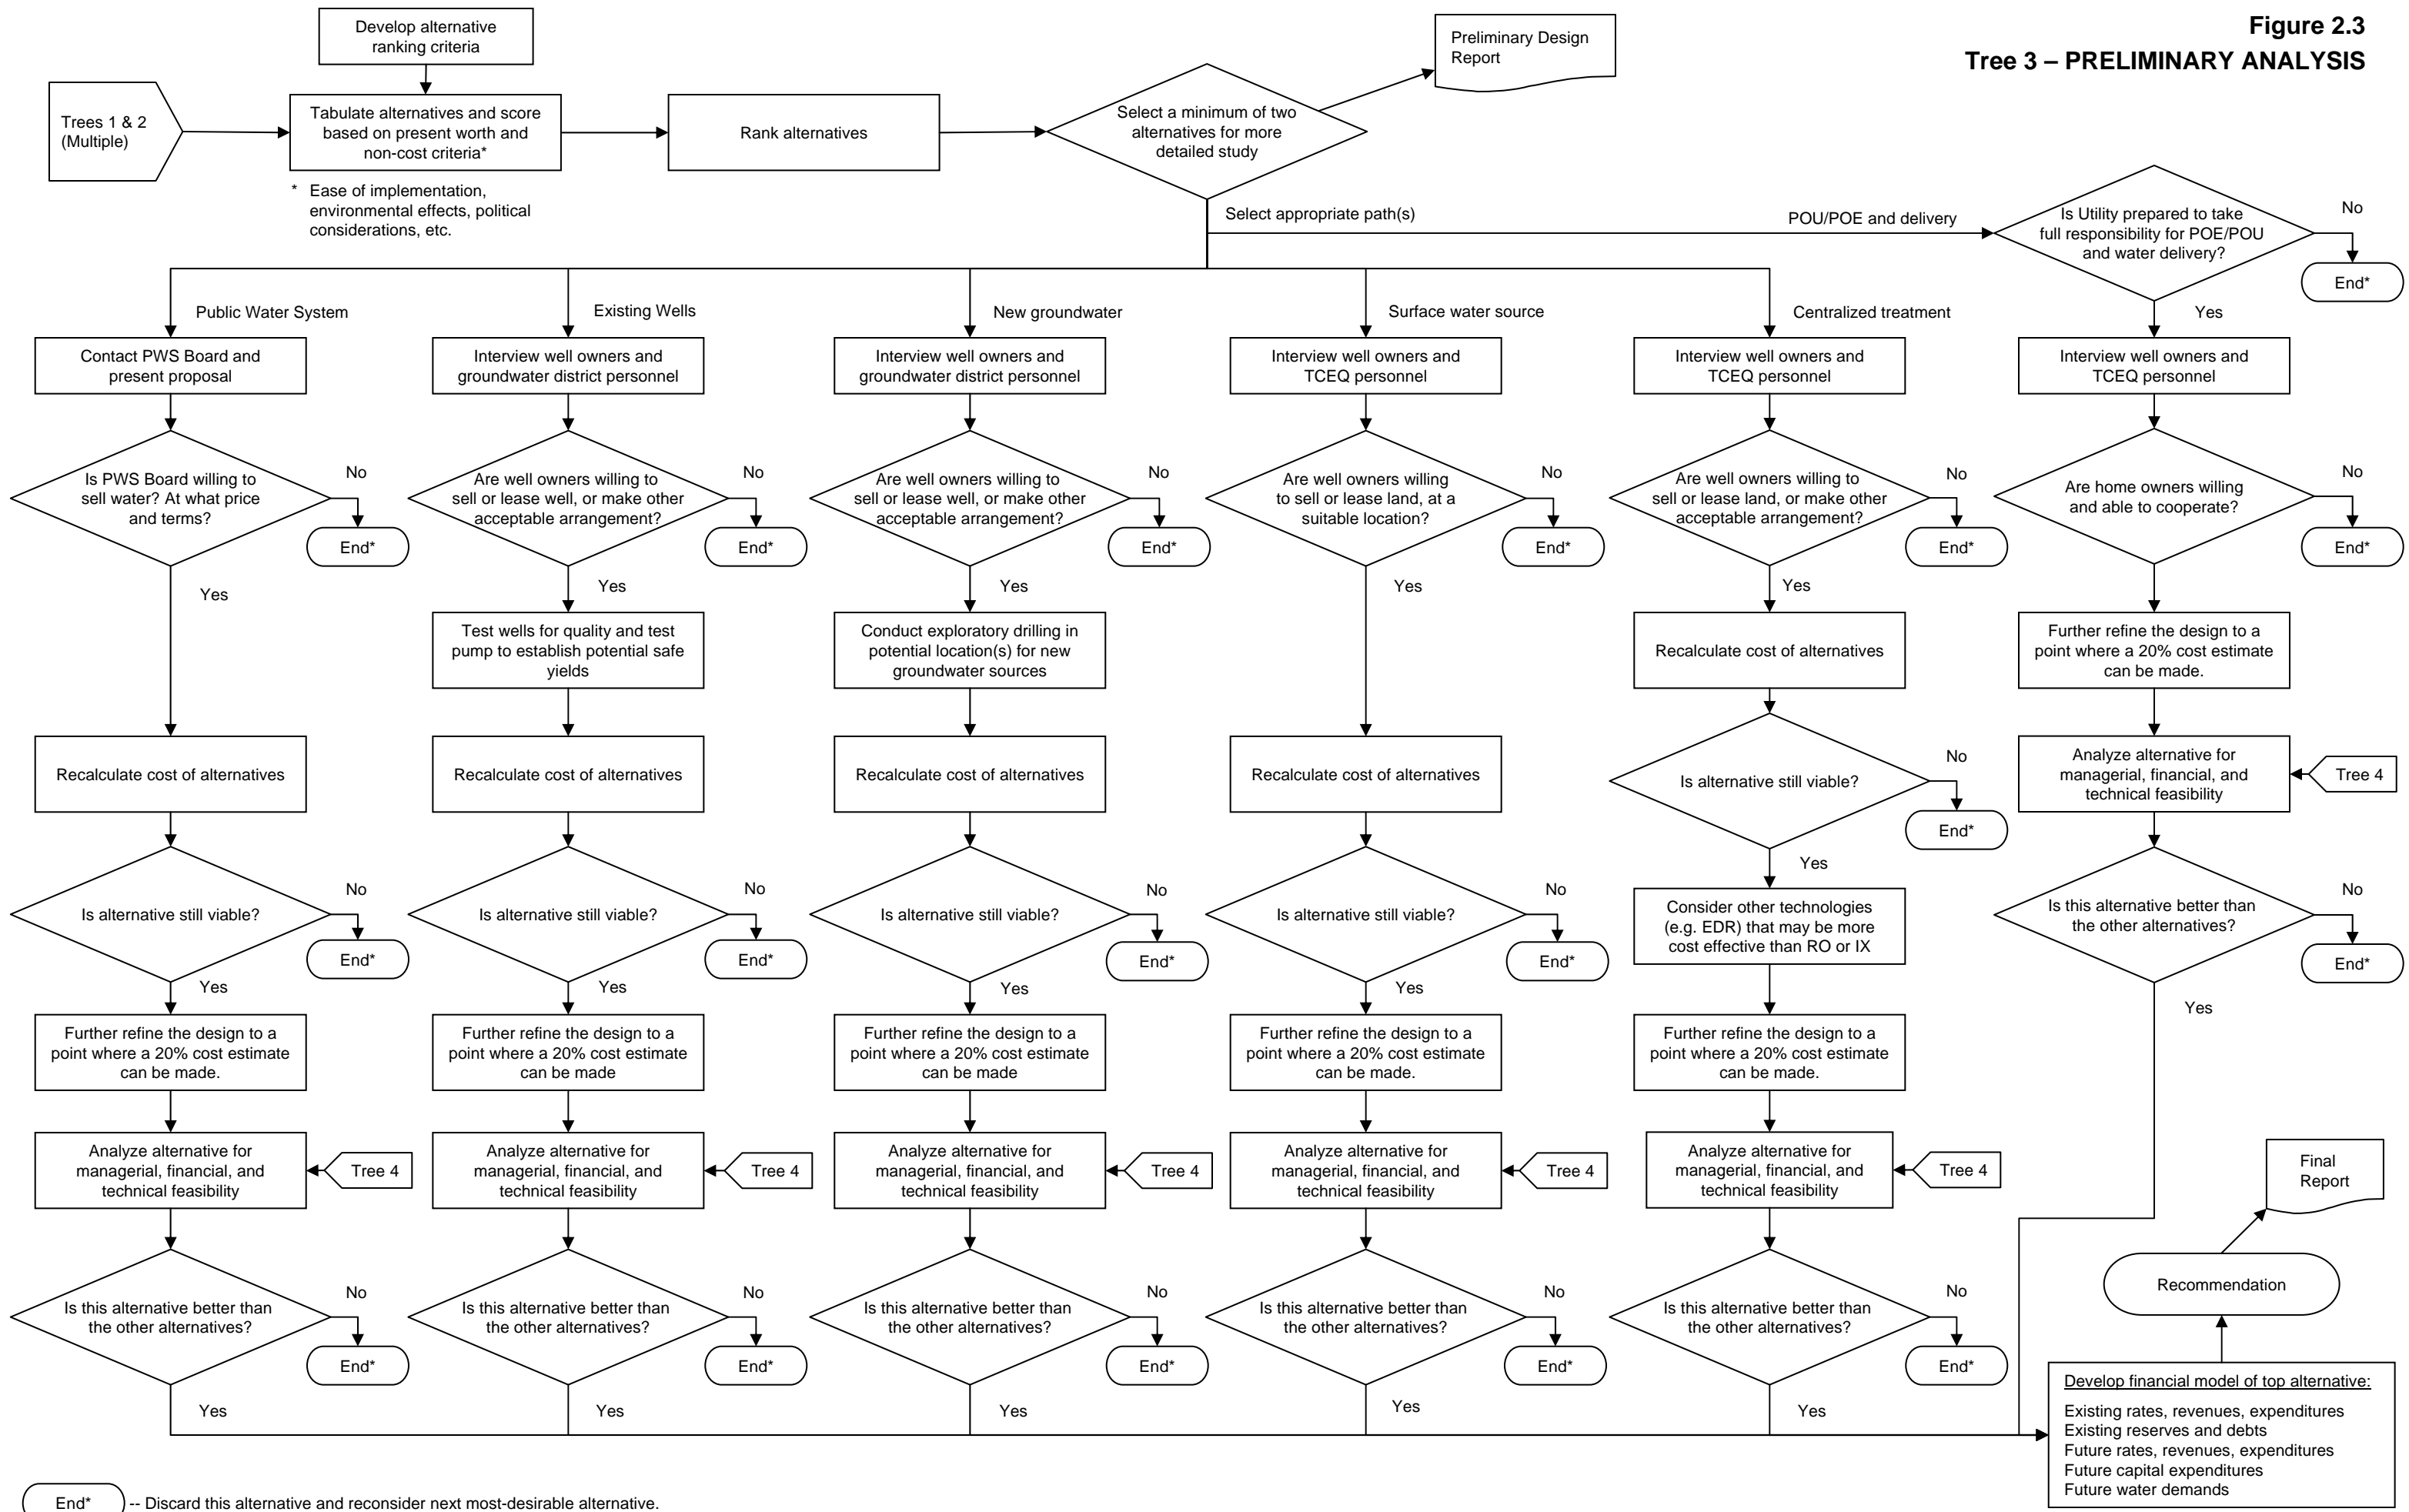 Figure 2.3
Tree 3 – PRELIMINARY ANALYSIS
Develop alternative
ranking criteria
Trees 1 & 2
(Multiple)
Tabulate alternatives and score
based on present worth and
non-cost criteria*
* Ease of implementation,
environmental effects, political
considerations, etc.
Rank alternatives
Select a minimum of two
alternatives for more
detailed study
Preliminary Design
Report
Select appropriate path(s)
POU/POE and delivery
Is Utility prepared to take
full responsibility for POE/POU
and water delivery?
No
End*
Yes
Public Water System
Contact PWS Board and
present proposal
Is PWS Board willing to
sell water? At what price
and terms?
No
End*
Yes
Recalculate cost of alternatives
Is alternative still viable?
No
End*
Yes
Further refine the design to a
point where a 20% cost estimate
can be made.
Analyze alternative for
managerial, financial, and
technical feasibility
Tree 4
Is this alternative better than
the other alternatives?
No
End*
Yes
Existing Wells
Interview well owners and
groundwater district personnel
Are well owners willing to
sell or lease well, or make other
acceptable arrangement?
No
End*
Yes
Test wells for quality and test
pump to establish potential safe
yields
Recalculate cost of alternatives
Is alternative still viable?
No
End*
Yes
Further refine the design to a
point where a 20% cost estimate
can be made
Analyze alternative for
managerial, financial, and
technical feasibility
Tree 4
Is this alternative better than
the other alternatives?
No
End*
Yes
New groundwater
Interview well owners and
groundwater district personnel
Are well owners willing to
sell or lease well, or make other
acceptable arrangement?
No
End*
Yes
Conduct exploratory drilling in
potential location(s) for new
groundwater sources
Recalculate cost of alternatives
Is alternative still viable?
No
End*
Yes
Further refine the design to a
point where a 20% cost estimate
can be made
Analyze alternative for
managerial, financial, and
technical feasibility
Tree 4
Is this alternative better than
the other alternatives?
No
End*
Yes
Surface water source
Interview well owners and
TCEQ personnel
Are well owners willing
to sell or lease land, at a
suitable location?
No
End*
Yes
Recalculate cost of alternatives
Is alternative still viable?
No
End*
Yes
Further refine the design to a
point where a 20% cost estimate
can be made.
Analyze alternative for
managerial, financial, and
technical feasibility
Tree 4
Is this alternative better than
the other alternatives?
No
End*
Yes
Centralized treatment
Interview well owners and
TCEQ personnel
Are well owners willing to
sell or lease land, or make other
acceptable arrangement?
No
End*
Yes
Recalculate cost of alternatives
Is alternative still viable?
No
End*
Yes
Consider other technologies
(e.g. EDR) that may be more
cost effective than RO or IX
Further refine the design to a
point where a 20% cost estimate
can be made.
Analyze alternative for
managerial, financial, and
technical feasibility
Tree 4
Is this alternative better than
the other alternatives?
No
End*
Yes
Interview well owners and
TCEQ personnel
Are home owners willing
and able to cooperate?
No
End*
Further refine the design to a
point where a 20% cost estimate
can be made.
Analyze alternative for
managerial, financial, and
technical feasibility
Tree 4
Is this alternative better than
the other alternatives?
No
End*
Yes
Final
Report
Recommendation
Develop financial model of top alternative:
Existing rates, revenues, expenditures
Existing reserves and debts
Future rates, revenues, expenditures
Future capital expenditures
Future water demands
End* -- Discard this alternative and reconsider next most-desirable alternative.